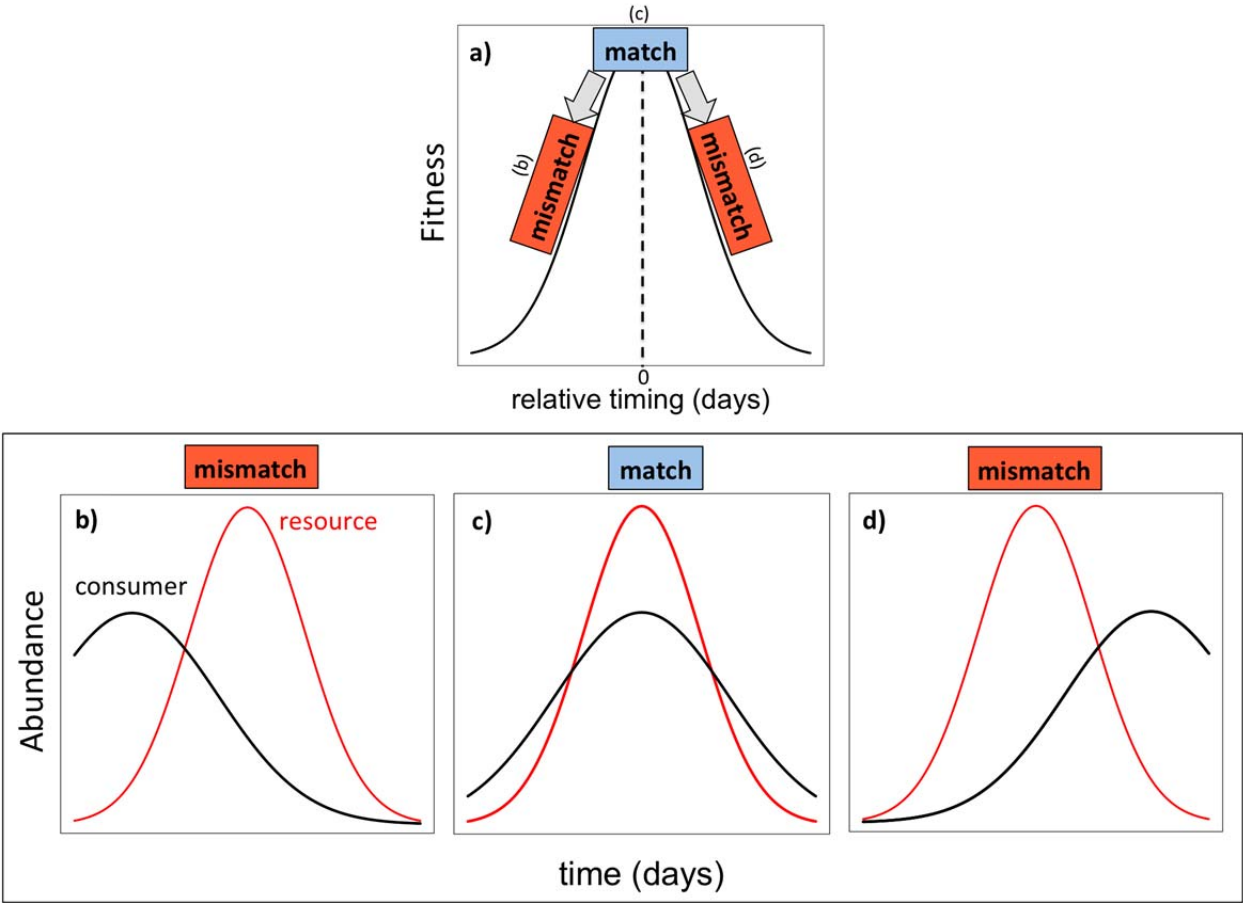 (c)
a)
match
(b)
mismatch
mismatch
(d)
Fitness
0
relative timing (days)
mismatch
match
mismatch
b)
resource
consumer
c)
d)
Abundance
time (days)